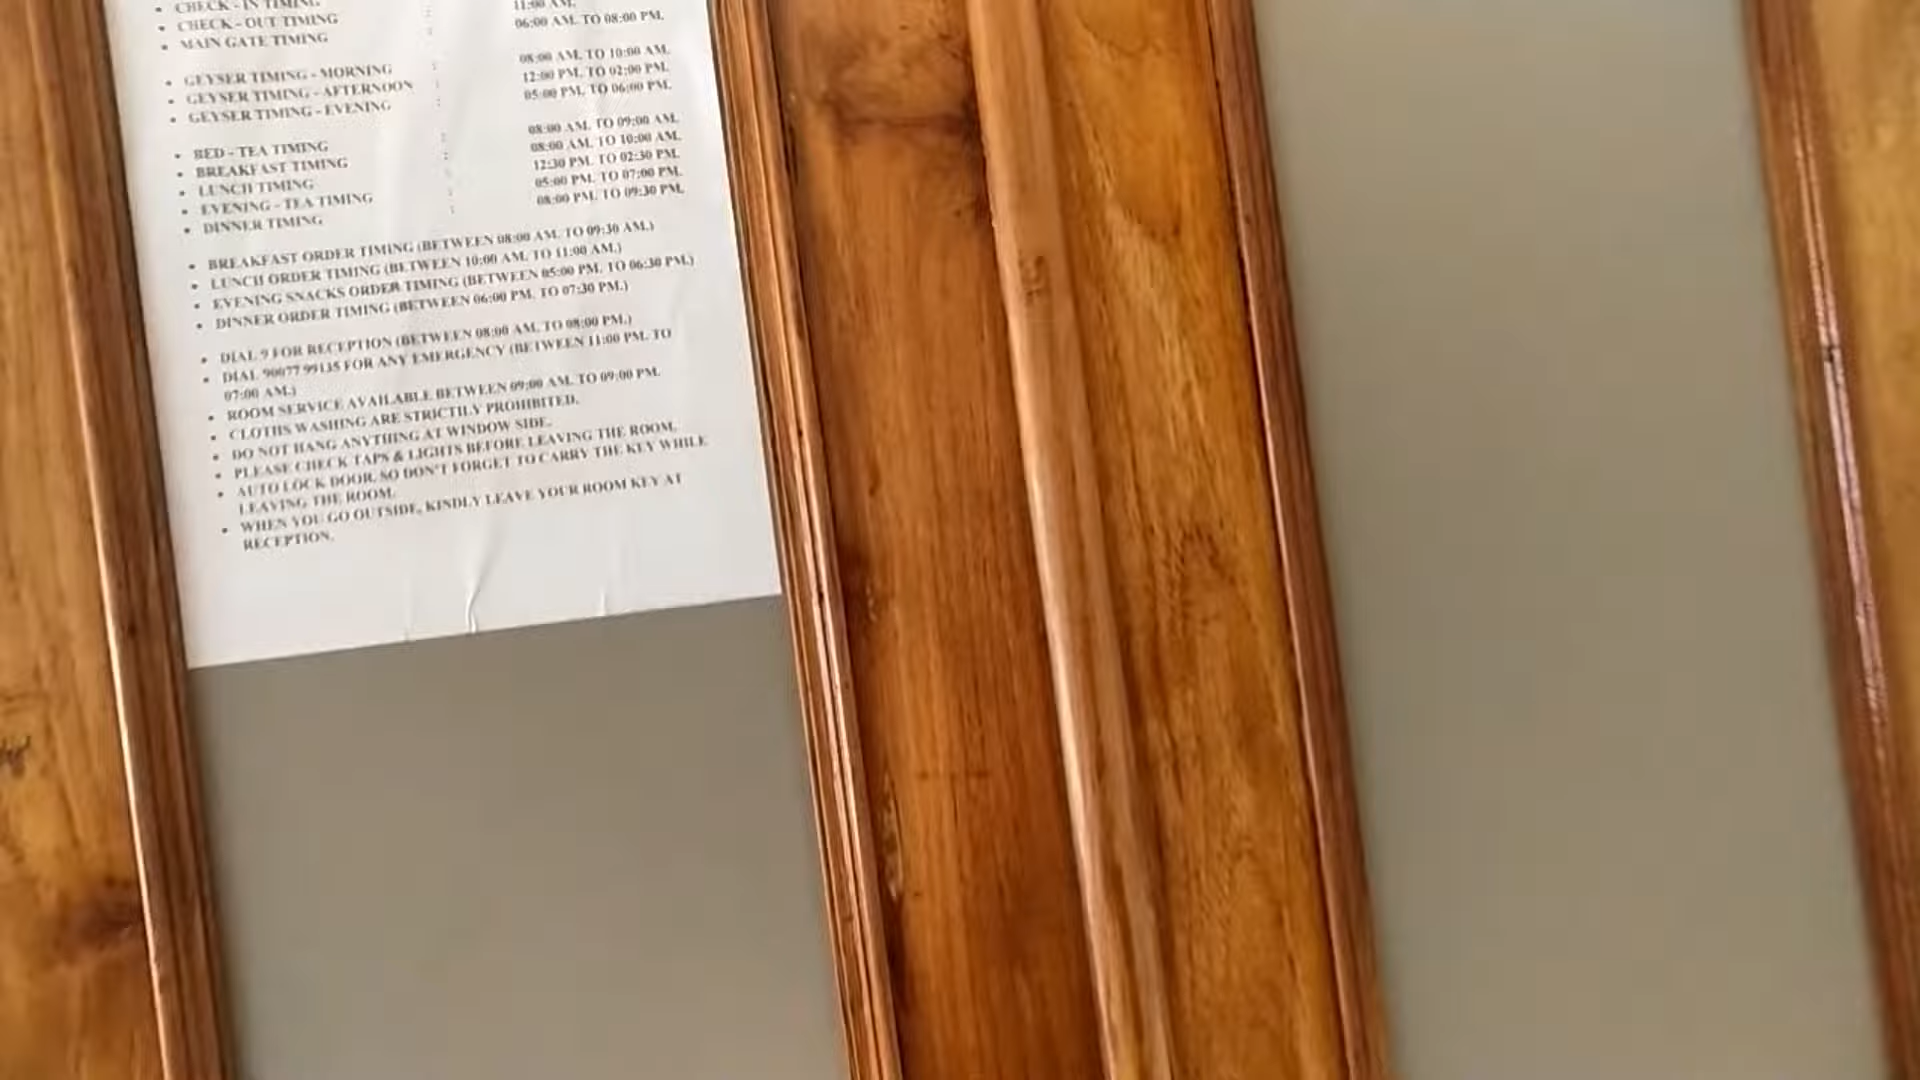 • CHECK - IN TIMING :
• CHECK - OUT TIMING : 11:00 AM.
• MAIN GATE TIMING : 06:00 AM. TO 08:00 PM.
• GEYSER TIMING - MORNING : 08:00 AM. TO 10:00 AM.
• GEYSER TIMING - AFTERNOON : 12:00 PM. TO 02:00 PM.
• GEYSER TIMING - EVENING : 05:00 PM. TO 06:00 PM.
• BED - TEA TIMING : 08:00 AM. TO 09:00 AM.
• BREAKFAST TIMING : 08:00 AM. TO 10:00 AM.
• LUNCH TIMING : 12:30 PM. TO 02:30 PM.
• EVENING - TEA TIMING : 05:00 PM. TO 07:00 PM.
• DINNER TIMING : 08:00 PM. TO 09:30 PM.
• BREAKFAST ORDER TIMING (BETWEEN 08:00 AM. TO 09:30 AM.)
• LUNCH ORDER TIMING (BETWEEN 10:00 AM. TO 11:00 AM.)
• EVENING SNACKS ORDER TIMING (BETWEEN 05:00 PM. TO 06:30 PM.)
• DINNER ORDER TIMING (BETWEEN 06:00 PM. TO 07:30 PM.)
• DIAL 9 FOR RECEPTION (BETWEEN 08:00 AM. TO 08:00 PM.)
• DIAL 90077 99135 FOR ANY EMERGENCY (BETWEEN 11:00 PM. TO
07:00 AM.)
• ROOM SERVICE AVAILABLE BETWEEN 09:00 AM. TO 09:00 PM.
• CLOTHS WASHING ARE STRICTILY PROHIBITED.
• DO NOT HANG ANYTHING AT WINDOW SIDE.
• PLEASE CHECK TAPS & LIGHTS BEFORE LEAVING THE ROOM.
• AUTO LOCK DOOR, SO DON'T FORGET TO CARRY THE KEY WHILE
LEAVING THE ROOM.
• WHEN YOU GO OUTSIDE, KINDLY LEAVE YOUR ROOM KEY AT
RECEPTION.